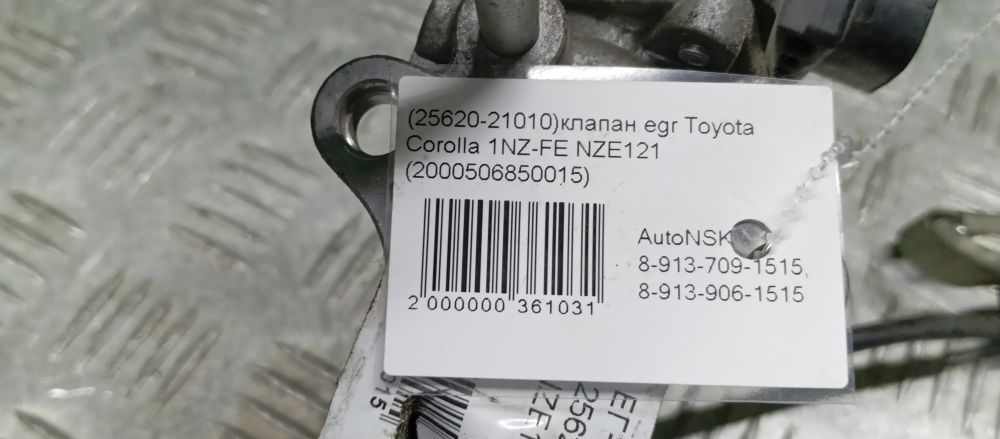 (25620-21010)клапан egr Toyota
Corolla 1NZ-FE NZE121
(2000506850015)
AutoNSK
8-913-709-1515,
8-913-906-1515
2 000000 361031